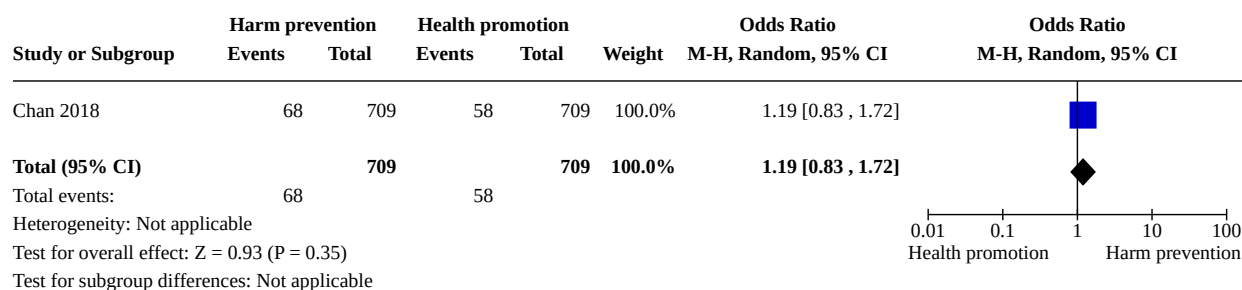 Harm prevention Health promotion Odds Ratio Odds Ratio
Study or Subgroup Events Total Events Total Weight M-H, Random, 95% CI M-H, Random, 95% CI
Chan 2018 68 709 58 709 100.0% 1.19 [0.83 , 1.72]
Total (95% CI) 709 709 100.0% 1.19 [0.83 , 1.72]
Total events: 68 58
Heterogeneity: Not applicable
0.01 0.1 1 10 100
Test for overall effect: Z = 0.93 (P = 0.35) Health promotion Harm prevention
Test for subgroup differences: Not applicable